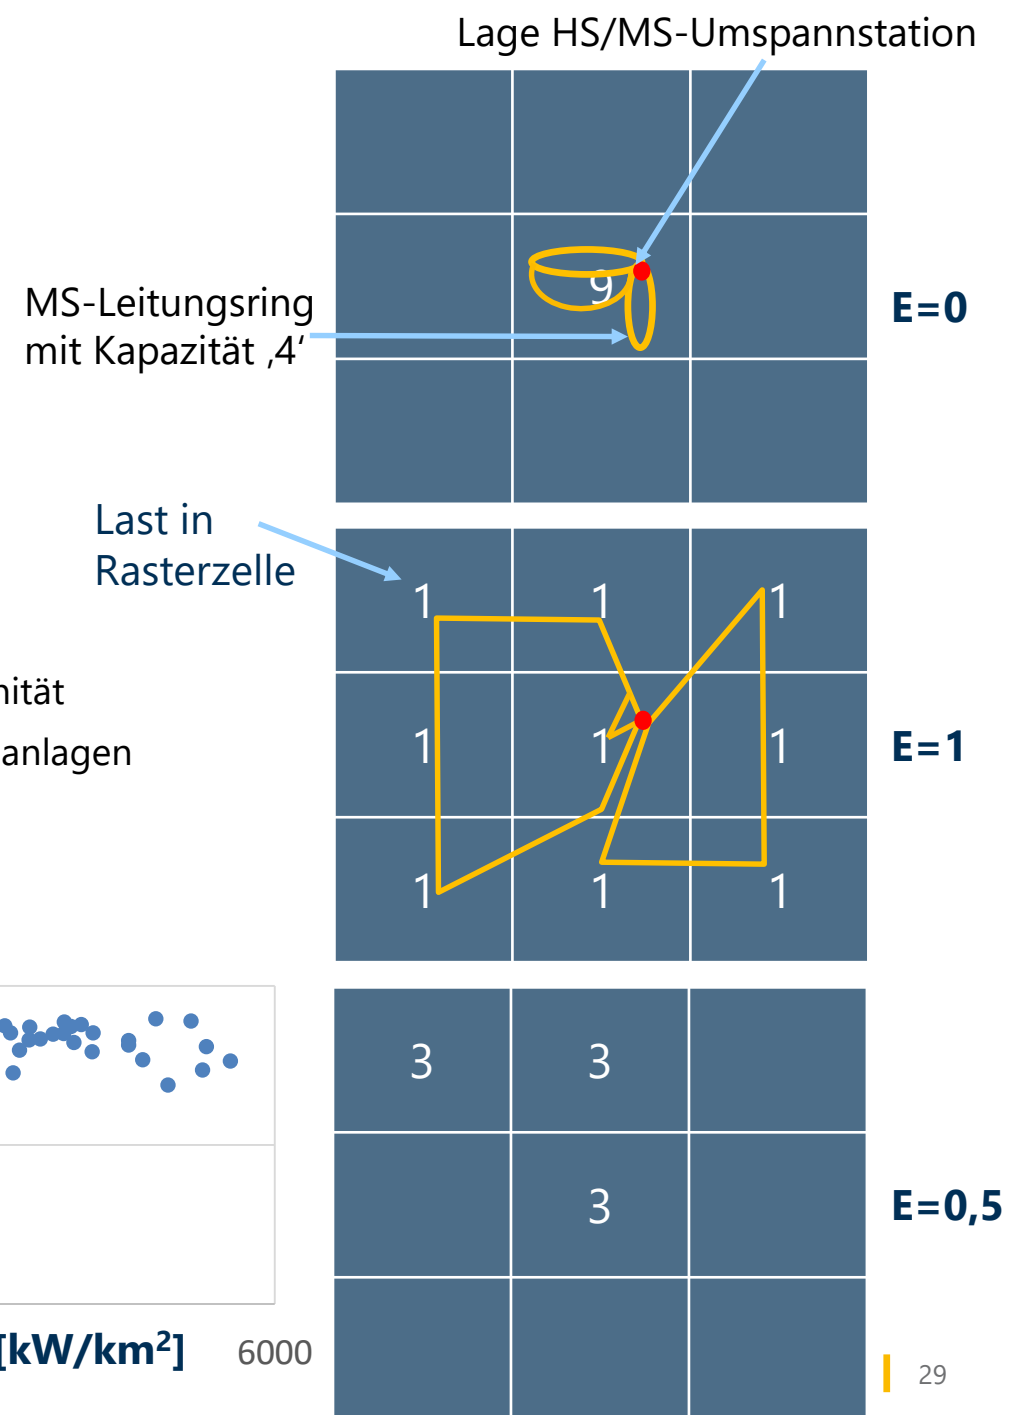 Lage HS/MS-Umspannstation
9
MS-Leitungsring
mit Kapazität ‚4‘
E=0
Last in
Rasterzelle
1 1 1
nität
anlagen
1 1 1
E=1
1 1 1
3 3
3
E=0,5
[kW/km²]
6000
29